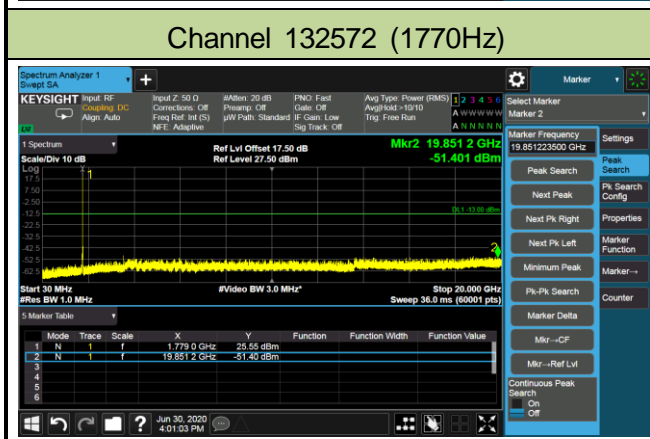 Channel 132572 (1770Hz)
Spectrum Analyzer 1
Swept SA
+
Marker
KEYSIGHT
Input: RF
Coupling: DC
Align: Auto
Input Z: 50 Ω
Corrections: Off
Freq Ref: Int (S)
NFE: Adaptive
#Atten: 20 dB
Preamp: Off
µW Path: Standard
PNO: Fast
Gate: Off
IF Gain: Low
Sig Track: Off
Avg Type: Power (RMS)
Avg|Hold:>10/10
Trig: Free Run
1 2 3 4 5 6
A W W W W W
A N N N N N
LXI
Select Marker
Marker 2
1 Spectrum
Scale/Div 10 dB
Log
Ref Lvl Offset 17.50 dB
Ref Level 27.50 dBm
Mkr2 19.851 2 GHz
-51.401 dBm
17.5
7.50
-2.50
-12.5
-22.5
-32.5
-42.5
-52.5
-62.5
1
2
DL1 -13.00 dBm
Start 30 MHz
#Res BW 1.0 MHz
#Video BW 3.0 MHz*
Stop 20.000 GHz
Sweep 36.0 ms (60001 pts)
5 Marker Table
Mode Trace Scale X Y Function Function Width Function Value
1 N 1 f 1.779 0 GHz 25.55 dBm
2 N 1 f 19.851 2 GHz -51.40 dBm
3
4
5
6
Marker Frequency
19.851223500 GHz
Peak Search
Next Peak
Next Pk Right
Next Pk Left
Minimum Peak
Pk-Pk Search
Marker Delta
Mkr→CF
Mkr→Ref Lvl
Continuous Peak
Search
On
Off
Settings
Peak
Search
Pk Search
Config
Properties
Marker
Function
Marker→
Counter
?
Jun 30, 2020
4:01:03 PM